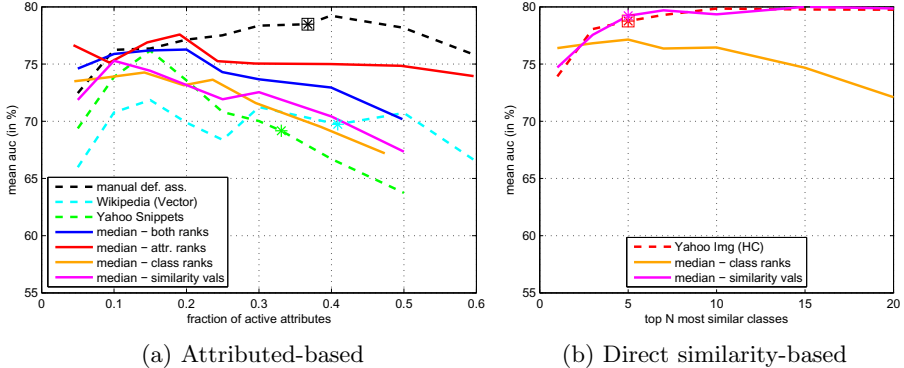 80
75
70
65
60
55
mean auc (in %)
0
0.1
0.2
0.3
0.4
0.5
0.6
fraction of active attributes
manual def. ass.
Wikipedia (Vector)
Yahoo Snippets
median − both ranks
median − attr. ranks
median − class ranks
median − similarity vals
(a) Attributed-based
80
75
70
65
60
55
mean auc (in %)
0
5
10
15
20
top N most similar classes
Yahoo Img (HC)
median − class ranks
median − similarity vals
(b) Direct similarity-based